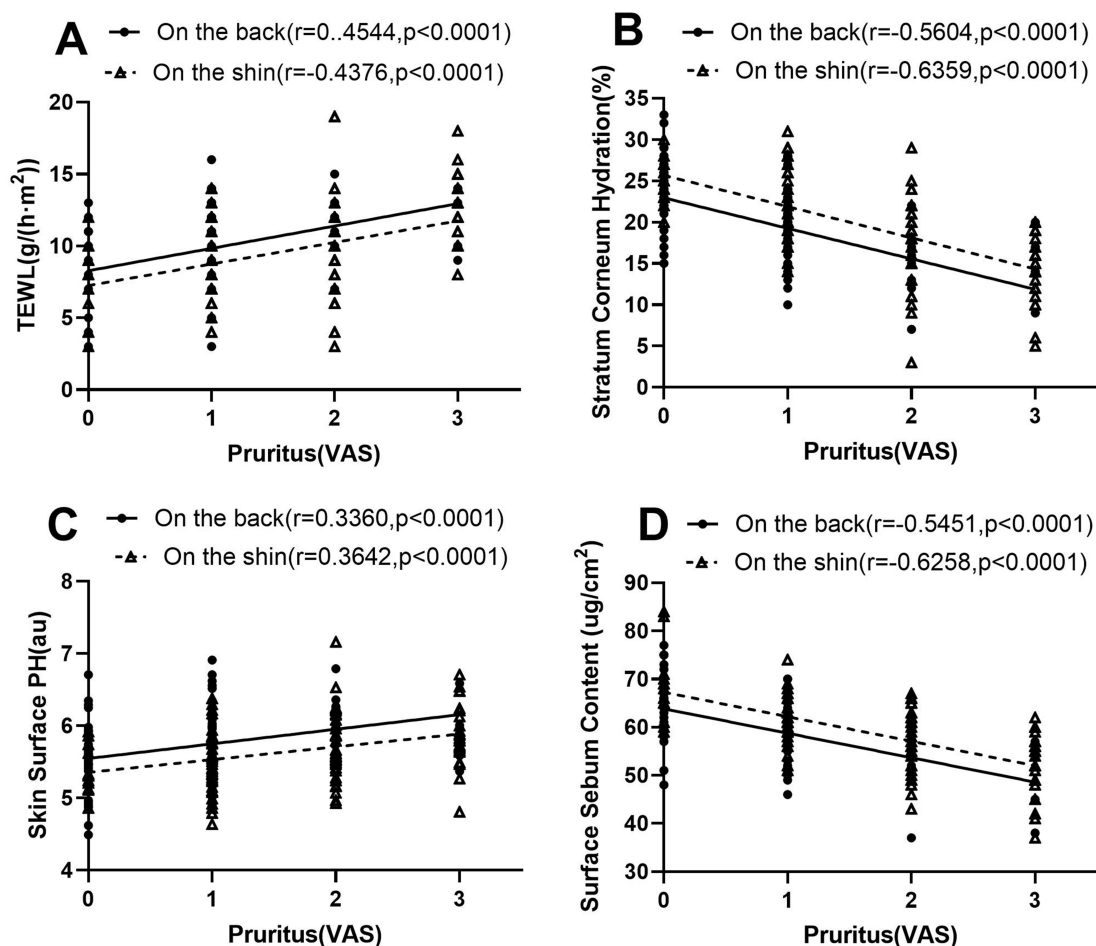 A
On the back(r=0..4544,p<0.0001)
On the shin(r=-0.4376,p<0.0001)
TEWL(g/(h·m²))
20
15
10
5
0
0 1 2 3
Pruritus(VAS)
B
On the back(r=-0.5604,p<0.0001)
On the shin(r=-0.6359,p<0.0001)
Stratum Corneum Hydration(%)
35
30
25
20
15
10
5
0
0 1 2 3
Pruritus(VAS)
C
On the back(r=0.3360,p<0.0001)
On the shin(r=0.3642,p<0.0001)
Skin Surface PH(au)
8
7
6
5
4
0 1 2 3
Pruritus(VAS)
D
On the back(r=-0.5451,p<0.0001)
On the shin(r=-0.6258,p<0.0001)
Surface Sebum Content (ug/cm²)
90
80
70
60
50
40
30
0 1 2 3
Pruritus(VAS)